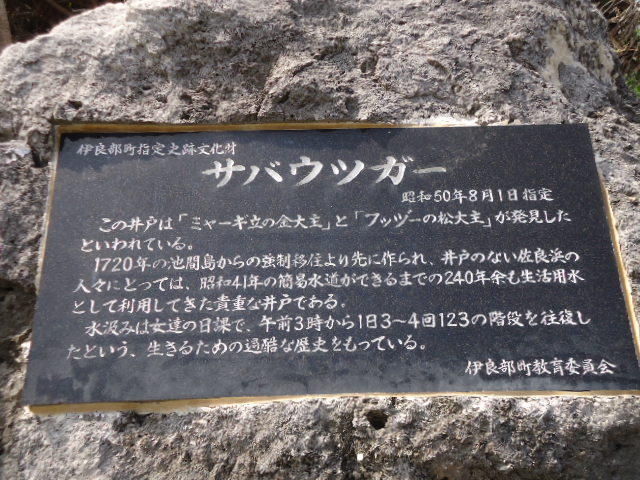 伊良部町指定史跡文化財
サバウツガー
昭和50年8月1日指定
この井戸は「ミャーギ立の金大主」と「フッヅーの松大主」が発見した
といわれている。
1720年の池間島からの強制移住より先に作られ、井戸のない佐良浜の
人々にとっては、昭和41年の簡易水道ができるまでの240年余も生活用水
として利用してきた貴重な井戸である。
水汲みは女達の日課で、午前3時から1日3〜4回123の階段を往復し
たという、生きるための過酷な歴史をもっている。
伊良部町教育委員会